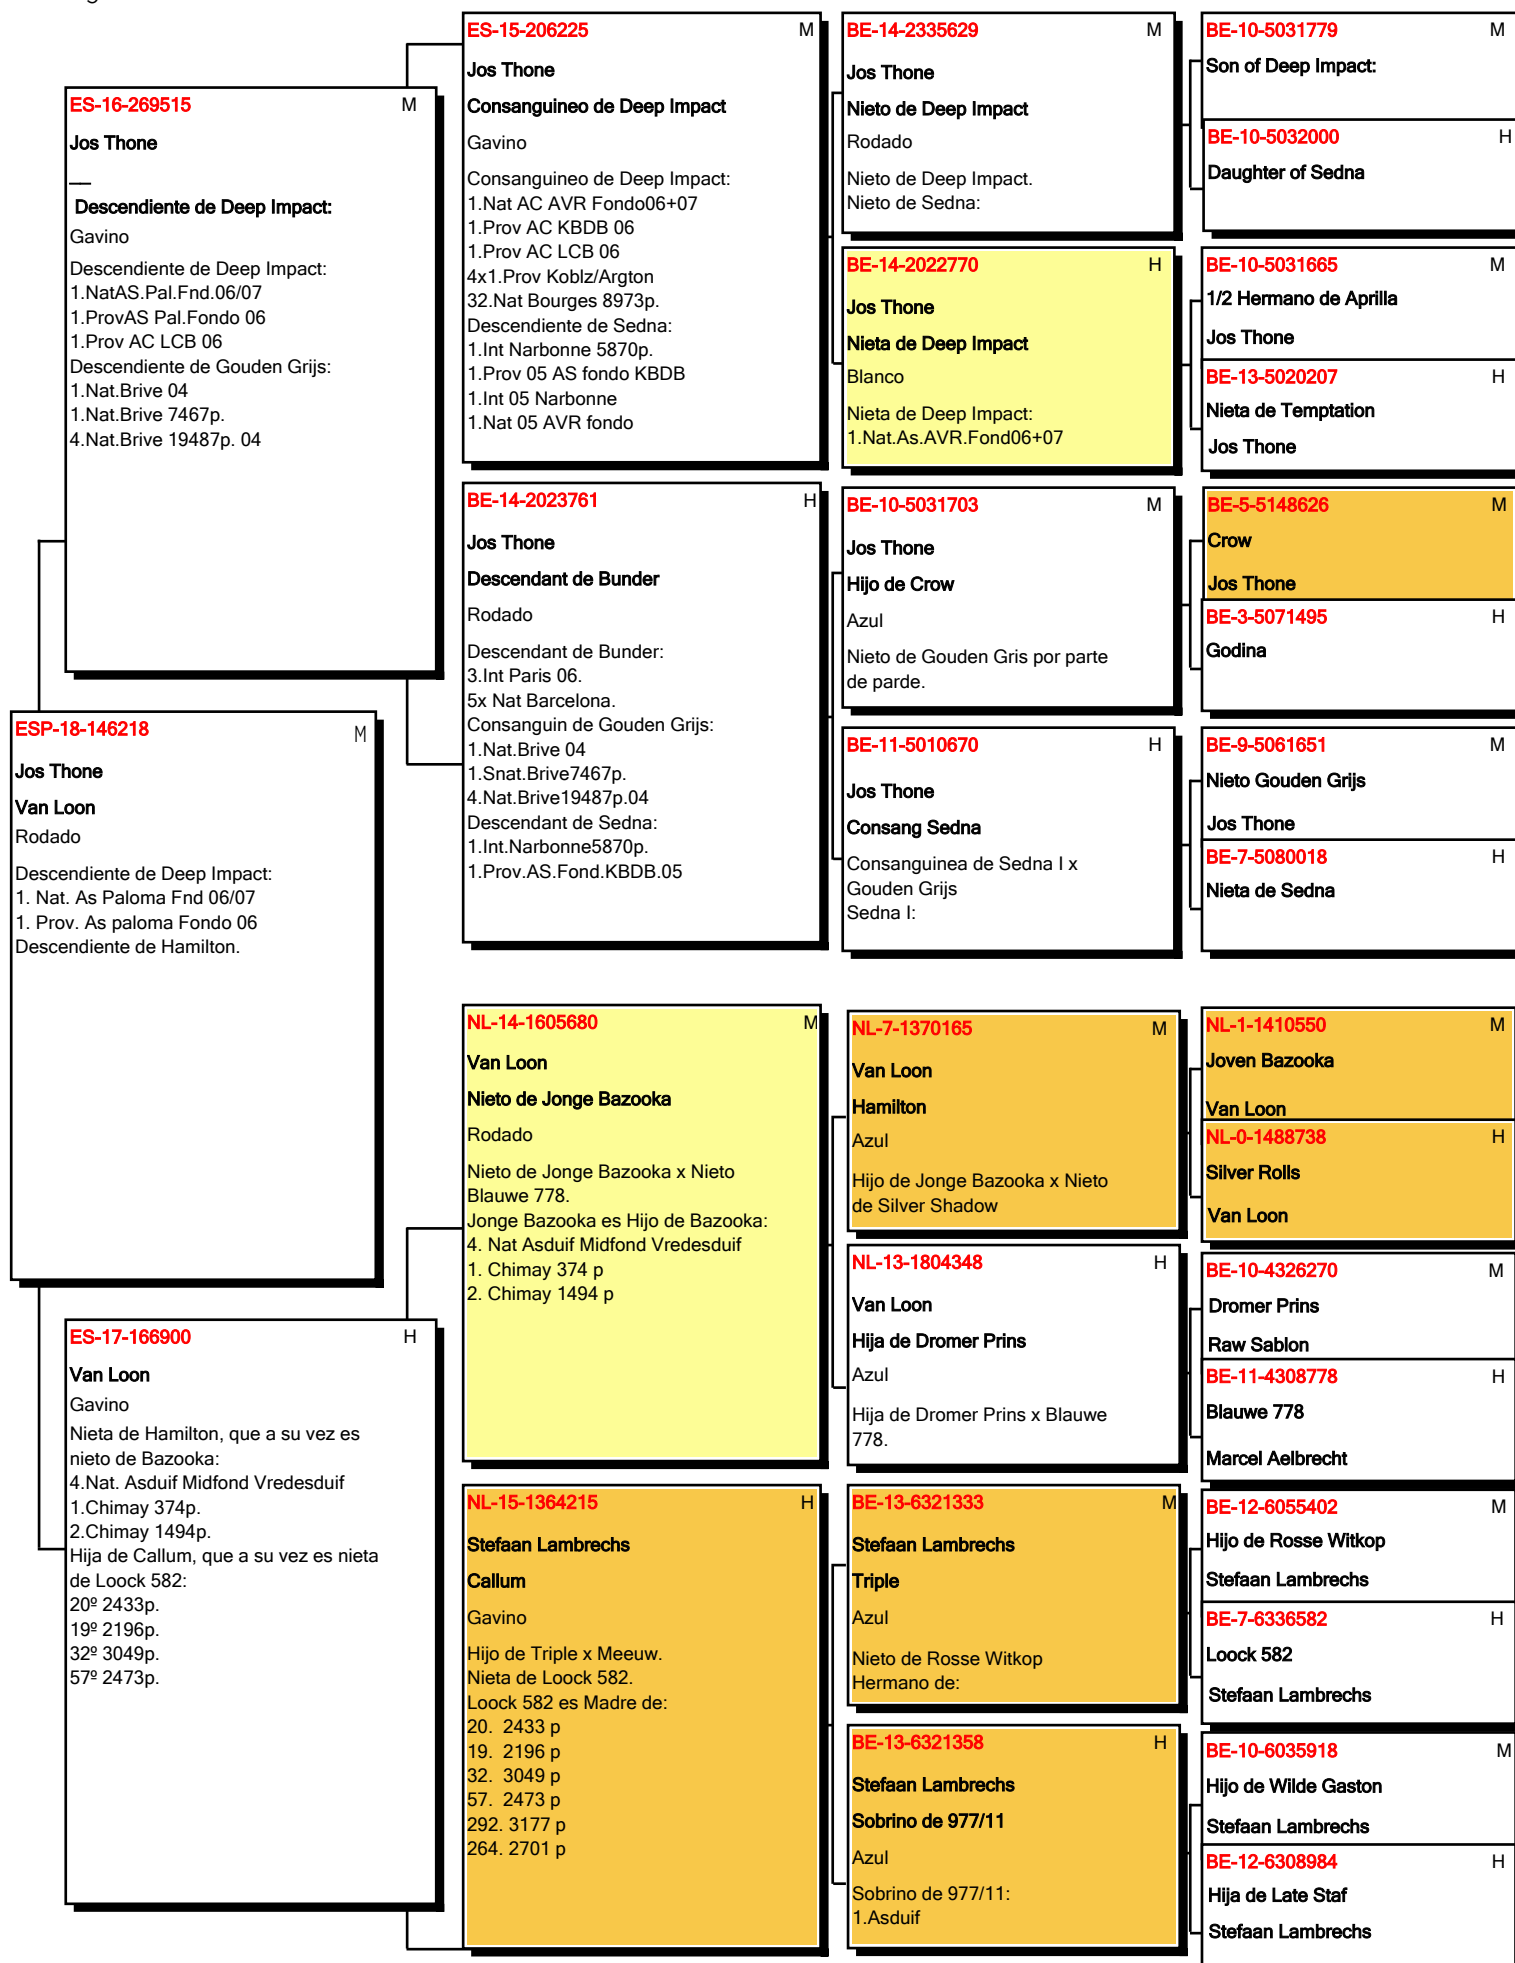 ESP-18-146218 M
Jos Thone
Van Loon
Rodado
Descendiente de Deep Impact:
1. Nat. As Paloma Fnd 06/07
1. Prov. As paloma Fondo 06
Descendiente de Hamilton.
ES-16-269515 M
Jos Thone
__
Descendiente de Deep Impact:
Gavino
Descendiente de Deep Impact:
1.NatAS.Pal.Fnd.06/07
1.ProvAS Pal.Fondo 06
1.Prov AC LCB 06
Descendiente de Gouden Grijs:
1.Nat.Brive 04
1.Nat.Brive 7467p.
4.Nat.Brive 19487p. 04
ES-17-166900 H
Van Loon
Gavino
Nieta de Hamilton, que a su vez es
nieto de Bazooka:
4.Nat. Asduif Midfond Vredesduif
1.Chimay 374p.
2.Chimay 1494p.
Hija de Callum, que a su vez es nieta
de Loock 582:
20º 2433p.
19º 2196p.
32º 3049p.
57º 2473p.
ES-15-206225 M
Jos Thone
Consanguineo de Deep Impact
Gavino
Consanguineo de Deep Impact:
1.Nat AC AVR Fondo06+07
1.Prov AC KBDB 06
1.Prov AC LCB 06
4x1.Prov Koblz/Argton
32.Nat Bourges 8973p.
Descendiente de Sedna:
1.Int Narbonne 5870p.
1.Prov 05 AS fondo KBDB
1.Int 05 Narbonne
1.Nat 05 AVR fondo
BE-14-2023761 H
Jos Thone
Descendant de Bunder
Rodado
Descendant de Bunder:
3.Int Paris 06.
5x Nat Barcelona.
Consanguin de Gouden Grijs:
1.Nat.Brive 04
1.Snat.Brive7467p.
4.Nat.Brive19487p.04
Descendant de Sedna:
1.Int.Narbonne5870p.
1.Prov.AS.Fond.KBDB.05
NL-14-1605680 M
Van Loon
Nieto de Jonge Bazooka
Rodado
Nieto de Jonge Bazooka x Nieto
Blauwe 778.
Jonge Bazooka es Hijo de Bazooka:
4. Nat Asduif Midfond Vredesduif
1. Chimay 374 p
2. Chimay 1494 p
NL-15-1364215 H
Stefaan Lambrechs
Callum
Gavino
Hijo de Triple x Meeuw.
Nieta de Loock 582.
Loock 582 es Madre de:
20. 2433 p
19. 2196 p
32. 3049 p
57. 2473 p
292. 3177 p
264. 2701 p
BE-14-2335629 M
Jos Thone
Nieto de Deep Impact
Rodado
Nieto de Deep Impact.
Nieto de Sedna:
BE-14-2022770 H
Jos Thone
Nieta de Deep Impact
Blanco
Nieta de Deep Impact:
1.Nat.As.AVR.Fond06+07
BE-10-5031703 M
Jos Thone
Hijo de Crow
Azul
Nieto de Gouden Gris por parte
de parde.
BE-11-5010670 H
Jos Thone
Consang Sedna
Consanguinea de Sedna I x
Gouden Grijs
Sedna I:
NL-7-1370165 M
Van Loon
Hamilton
Azul
Hijo de Jonge Bazooka x Nieto
de Silver Shadow
NL-13-1804348 H
Van Loon
Hija de Dromer Prins
Azul
Hija de Dromer Prins x Blauwe
778.
BE-13-6321333 M
Stefaan Lambrechs
Triple
Azul
Nieto de Rosse Witkop
Hermano de:
BE-13-6321358 H
Stefaan Lambrechs
Sobrino de 977/11
Azul
Sobrino de 977/11:
1.Asduif
BE-10-5031779 M
Son of Deep Impact:
BE-10-5032000 H
Daughter of Sedna
BE-10-5031665 M
1/2 Hermano de Aprilla
Jos Thone
BE-13-5020207 H
Nieta de Temptation
Jos Thone
BE-5-5148626 M
Crow
Jos Thone
BE-3-5071495 H
Godina
BE-9-5061651 M
Nieto Gouden Grijs
Jos Thone
BE-7-5080018 H
Nieta de Sedna
NL-1-1410550 M
Joven Bazooka
Van Loon
NL-0-1488738 H
Silver Rolls
Van Loon
BE-10-4326270 M
Dromer Prins
Raw Sablon
BE-11-4308778 H
Blauwe 778
Marcel Aelbrecht
BE-12-6055402 M
Hijo de Rosse Witkop
Stefaan Lambrechs
BE-7-6336582 H
Loock 582
Stefaan Lambrechs
BE-10-6035918 M
Hijo de Wilde Gaston
Stefaan Lambrechs
BE-12-6308984 H
Hija de Late Staf
Stefaan Lambrechs